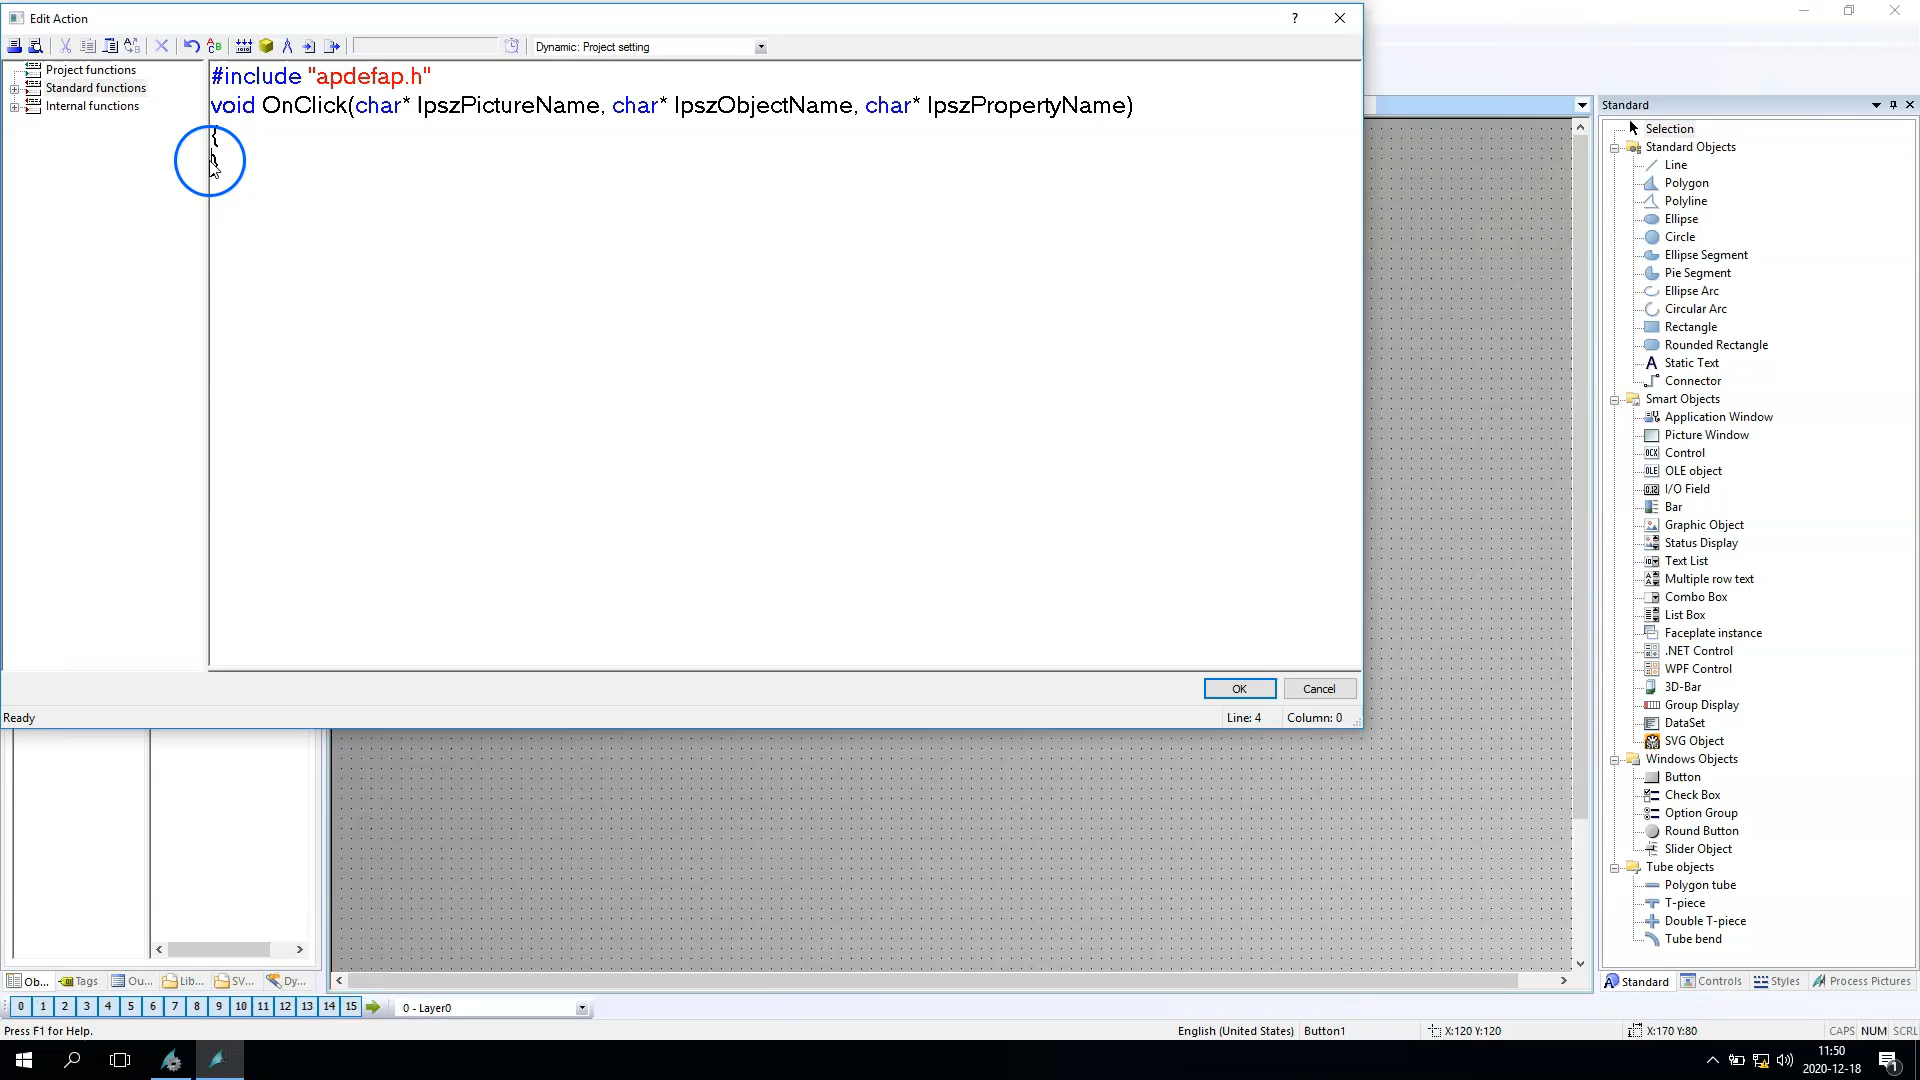 Edit Action
?
Dynamic: Project setting
Project functions
Standard functions
Internal functions
#include "apdefap.h"
void OnClick(char* lpszPictureName, char* lpszObjectName, char* lpszPropertyName)
{
}
OK
Cancel
Ready
Line: 4
Column: 0
Standard
Selection
Standard Objects
Line
Polygon
Polyline
Ellipse
Circle
Ellipse Segment
Pie Segment
Ellipse Arc
Circular Arc
Rectangle
Rounded Rectangle
Static Text
Connector
Smart Objects
Application Window
Picture Window
Control
OLE object
I/O Field
Bar
Graphic Object
Status Display
Text List
Multiple row text
Combo Box
List Box
Faceplate instance
.NET Control
WPF Control
3D-Bar
Group Display
DataSet
SVG Object
Windows Objects
Button
Check Box
Option Group
Round Button
Slider Object
Tube objects
Polygon tube
T-piece
Double T-piece
Tube bend
Ob... Tags Ou... Lib... SV... Dy...
Standard Controls Styles Process Pictures
0 1 2 3 4 5 6 7 8 9 10 11 12 13 14 15
0 - Layer0
Press F1 for Help.
English (United States)
Button1
X:120 Y:120
X:170 Y:80
CAPS NUM SCRL
11:50
2020-12-18
1